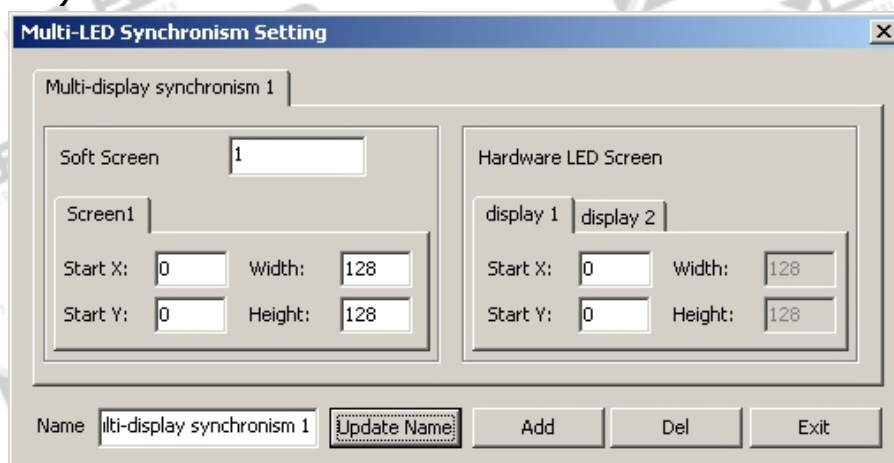 Multi-LED Synchronism Setting
Multi-display synchronism 1
Soft Screen 1
Screen1
Start X: 0 Width: 128
Start Y: 0 Height: 128
Hardware LED Screen
display 1 display 2
Start X: 0 Width: 128
Start Y: 0 Height: 128
Name ılti-display synchronism 1 Update Name Add Del Exit